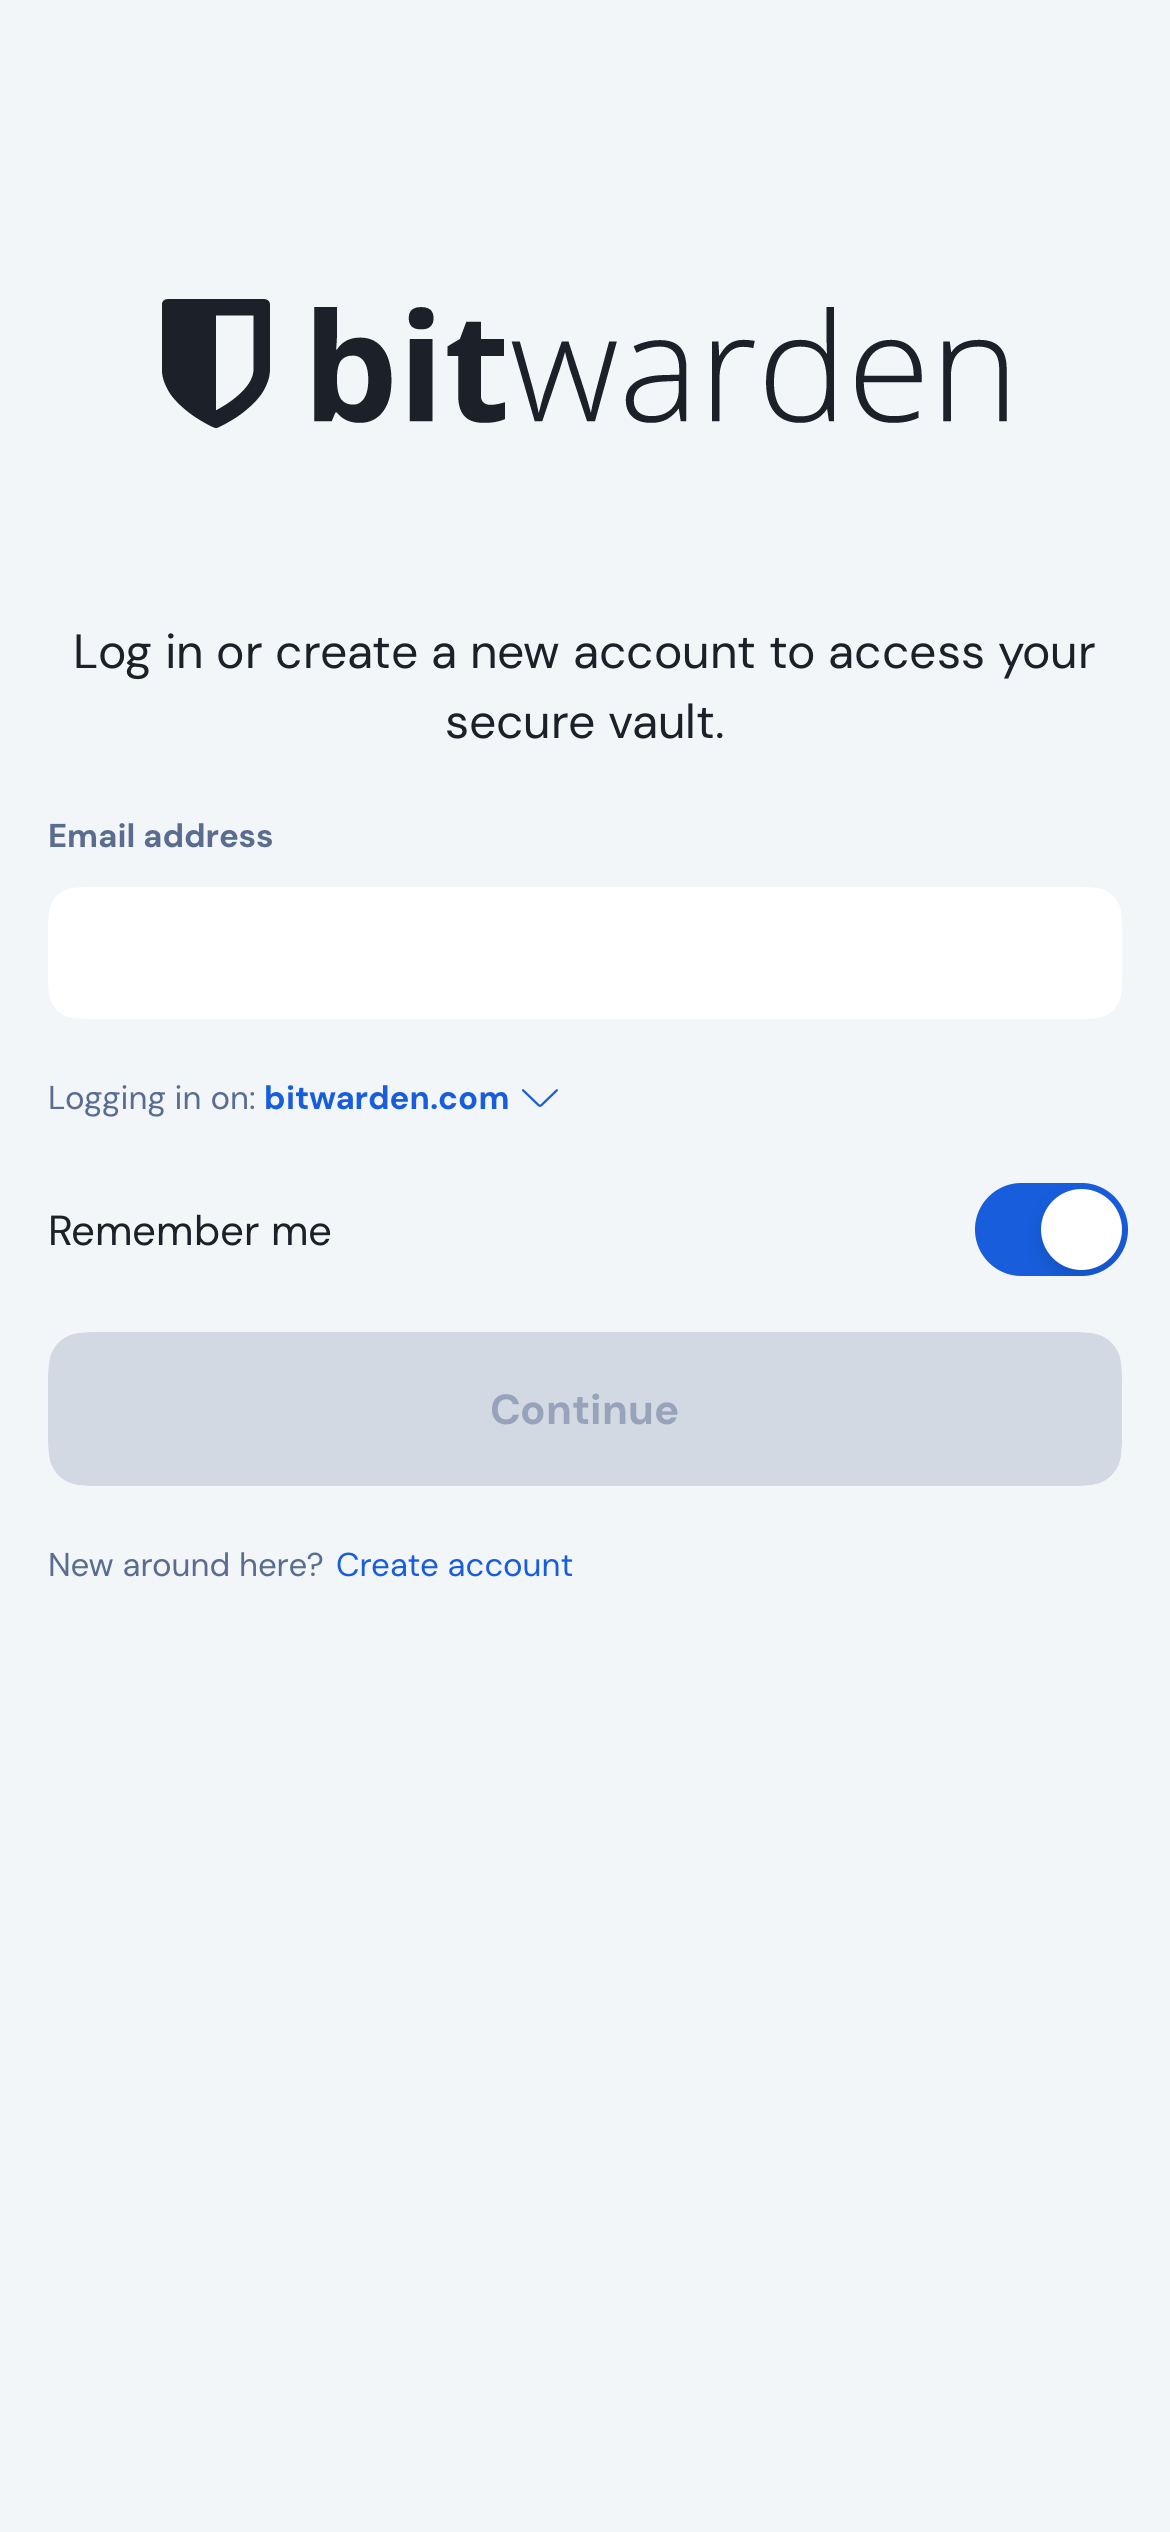 bitwarden
Log in or create a new account to access your
secure vault.
Email address
Logging in on: bitwarden.com
Remember me
Continue
New around here? Create account